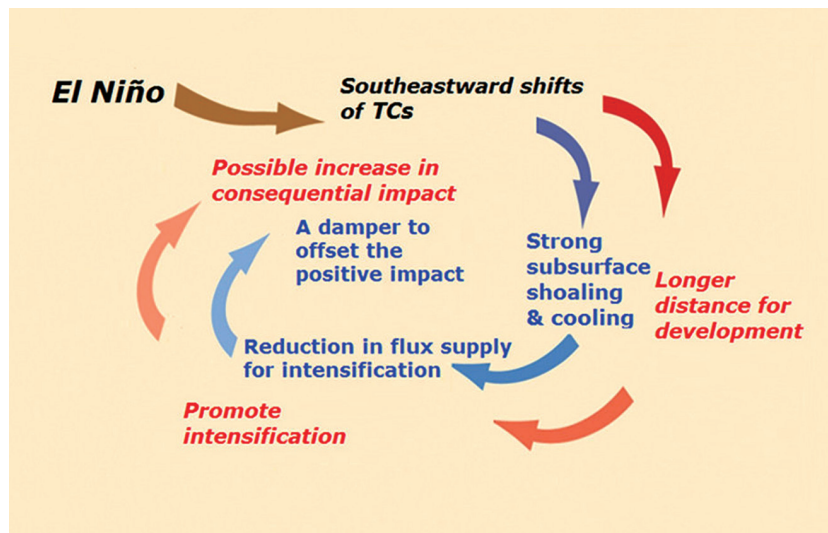 El Niño
Southeastward shifts
of TCs
Possible increase in
consequential impact
A damper to
offset the
positive impact
Strong
subsurface
shoaling
& cooling
Longer
distance for
development
Reduction in flux supply
for intensification
Promote
intensification